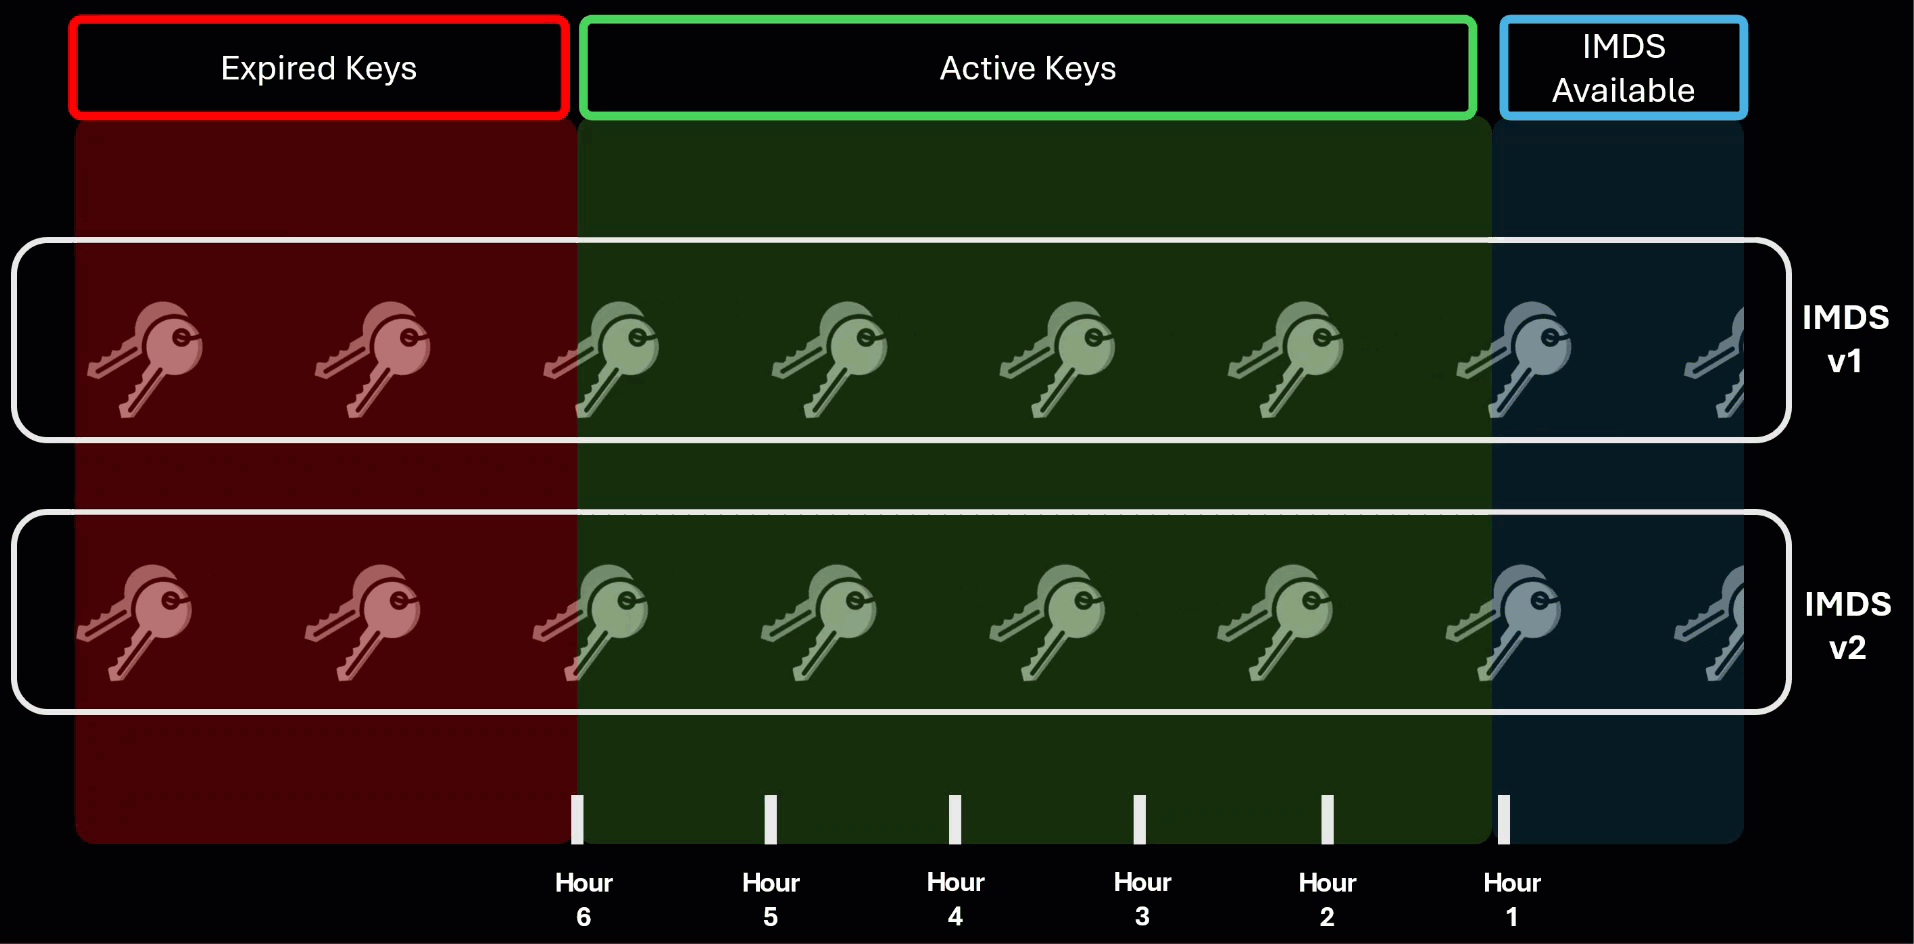 Expired Keys
Active Keys
IMDS
Available
IMDS
v1
IMDS
v2
Hour
6
Hour
5
Hour
4
Hour
3
Hour
2
Hour
1